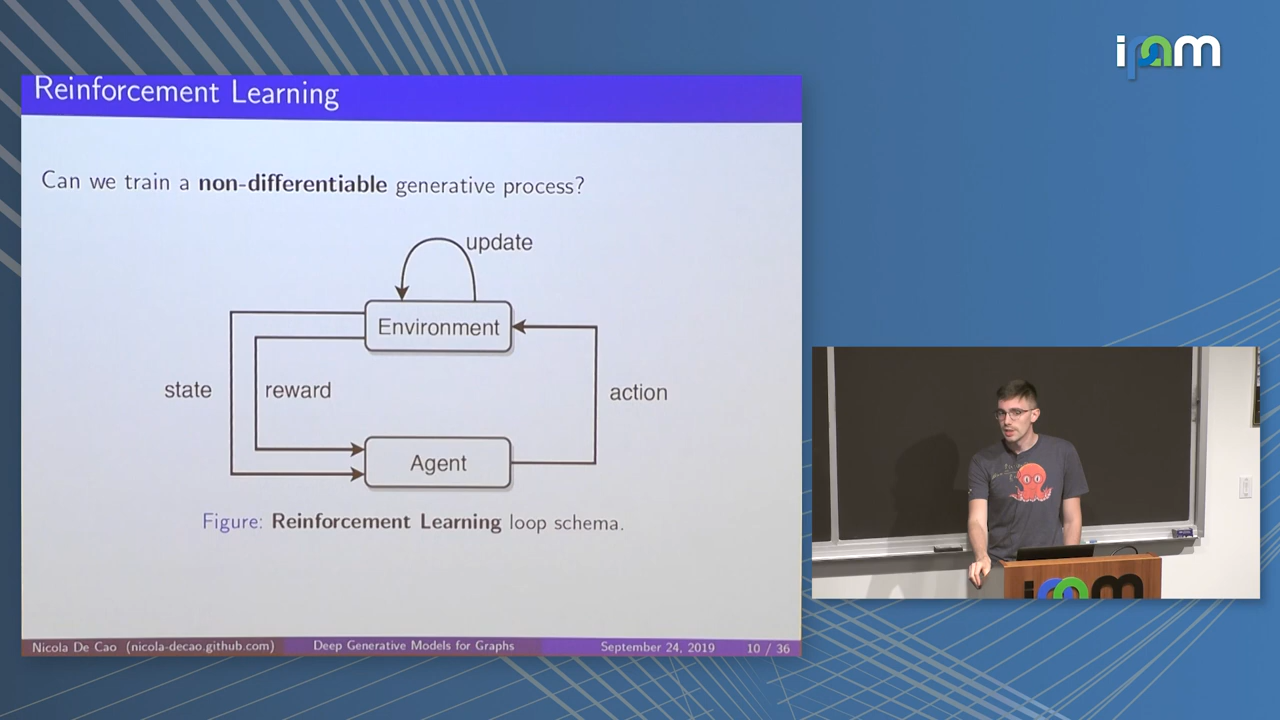 ipam
Reinforcement Learning
Can we train a non-differentiable generative process?
update
Environment
state
reward
action
Agent
Figure: Reinforcement Learning loop schema.
Nicola De Cao (nicola-decao.github.com)
Deep Generative Models for Graphs
September 24, 2019
10 / 36
ipam